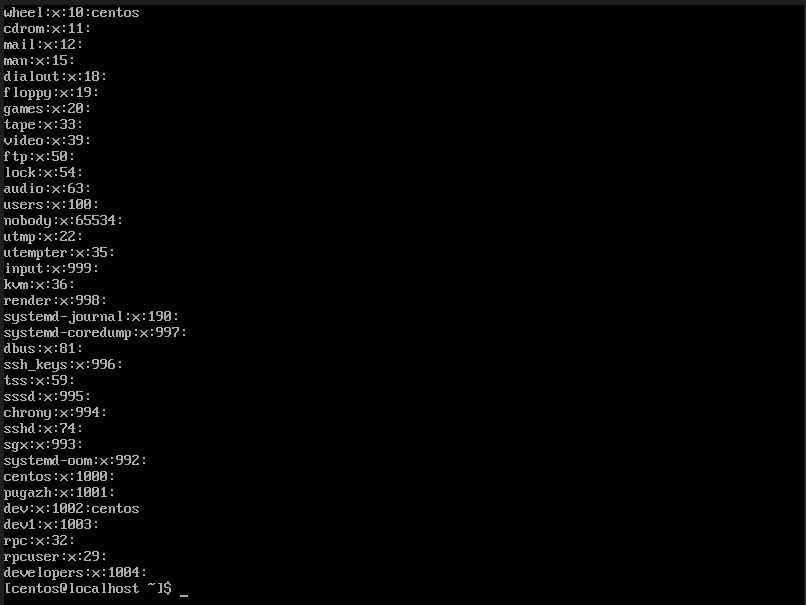 wheel:x:10:centos
cdrom:x:11:
mail:x:12:
man:x:15:
dialout:x:18:
floppy:x:19:
games:x:20:
tape:x:33:
video:x:39:
ftp:x:50:
lock:x:54:
audio:x:63:
users:x:100:
nobody:x:65534:
utmp:x:22:
utempter:x:35:
input:x:999:
kvm:x:36:
render:x:998:
systemd-journal:x:190:
systemd-coredump:x:997:
dbus:x:81:
ssh_keys:x:996:
tss:x:59:
sssd:x:995:
chrony:x:994:
sshd:x:74:
sgx:x:993:
systemd-oom:x:992:
centos:x:1000:
pugazh:x:1001:
dev:x:1002:centos
dev1:x:1003:
rpc:x:32:
rpcuser:x:29:
developers:x:1004:
[centos@localhost ~]$ _